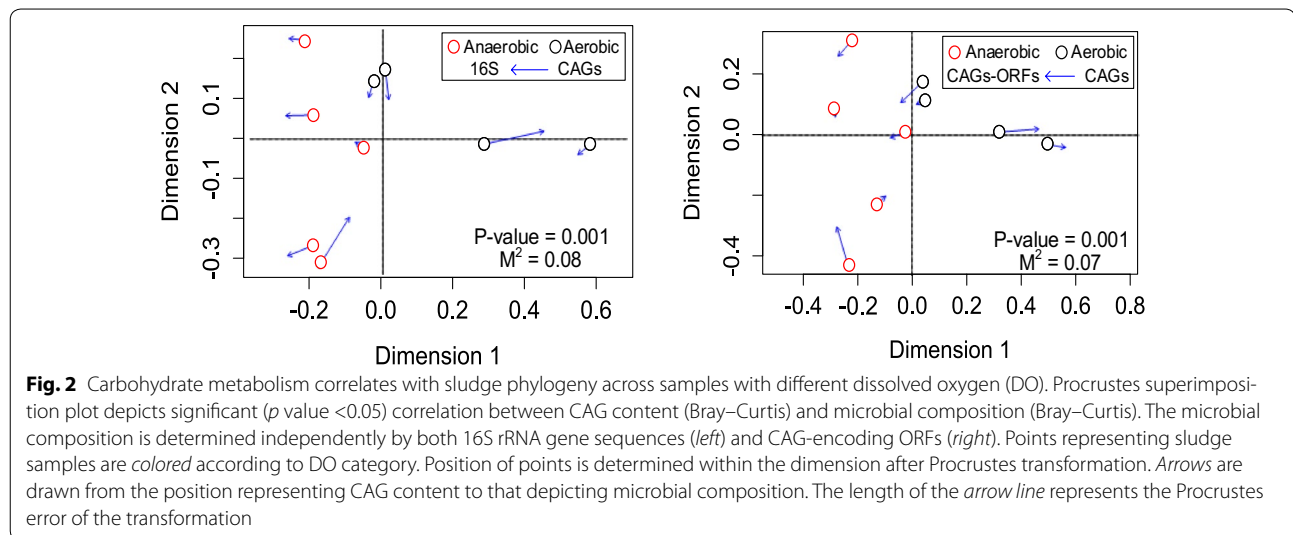 Anaerobic Aerobic
16S CAGs
Dimension 2
0.1
-0.1
-0.3
P-value = 0.001
M² = 0.08
-0.2 0.0 0.2 0.4 0.6
Dimension 1
Anaerobic Aerobic
CAGs-ORFs CAGs
Dimension 2
0.2
0.0
-0.4
P-value = 0.001
M² = 0.07
-0.4 -0.2 0.0 0.2 0.4 0.6 0.8
Dimension 1
Fig. 2 Carbohydrate metabolism correlates with sludge phylogeny across samples with different dissolved oxygen (DO). Procrustes superimposi-
tion plot depicts significant (p value <0.05) correlation between CAG content (Bray–Curtis) and microbial composition (Bray–Curtis). The microbial
composition is determined independently by both 16S rRNA gene sequences (left) and CAG-encoding ORFs (right). Points representing sludge
samples are colored according to DO category. Position of points is determined within the dimension after Procrustes transformation. Arrows are
drawn from the position representing CAG content to that depicting microbial composition. The length of the arrow line represents the Procrustes
error of the transformation